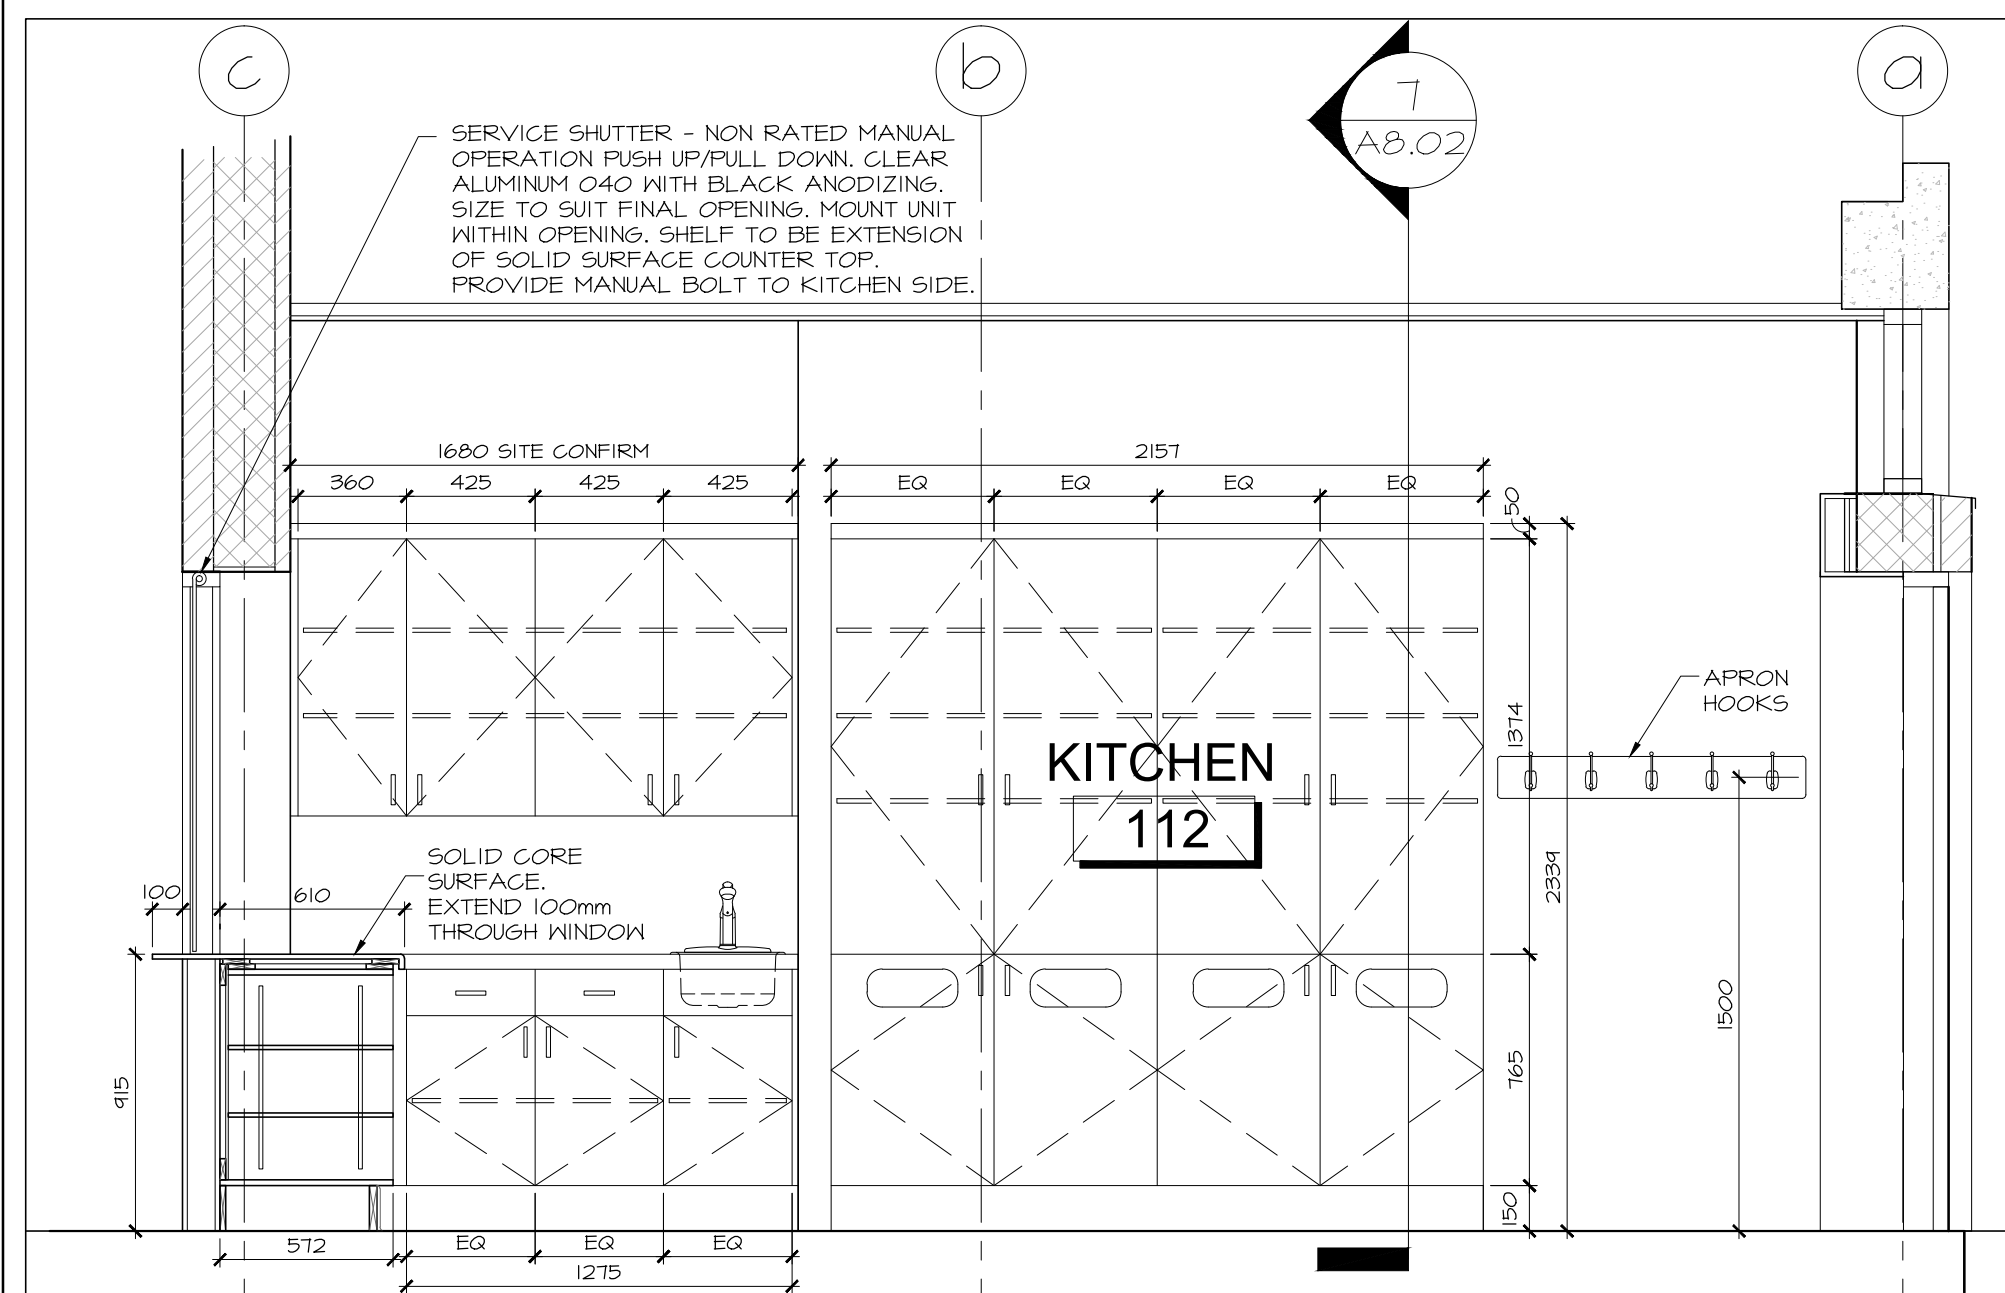 c
b
7
A8.02
a
SERVICE SHUTTER - NON RATED MANUAL
OPERATION PUSH UP/PULL DOWN. CLEAR
ALUMINUM 040 WITH BLACK ANODIZING.
SIZE TO SUIT FINAL OPENING. MOUNT UNIT
WITHIN OPENING. SHELF TO BE EXTENSION
OF SOLID SURFACE COUNTER TOP.
PROVIDE MANUAL BOLT TO KITCHEN SIDE.
1680 SITE CONFIRM
2157
360
425
425
425
EQ
EQ
EQ
EQ
50
1374
2339
APRON
HOOKS
KITCHEN
112
SOLID CORE
SURFACE.
EXTEND 100mm
THROUGH WINDOW
100
610
915
765
1500
150
572
EQ
EQ
EQ
1275